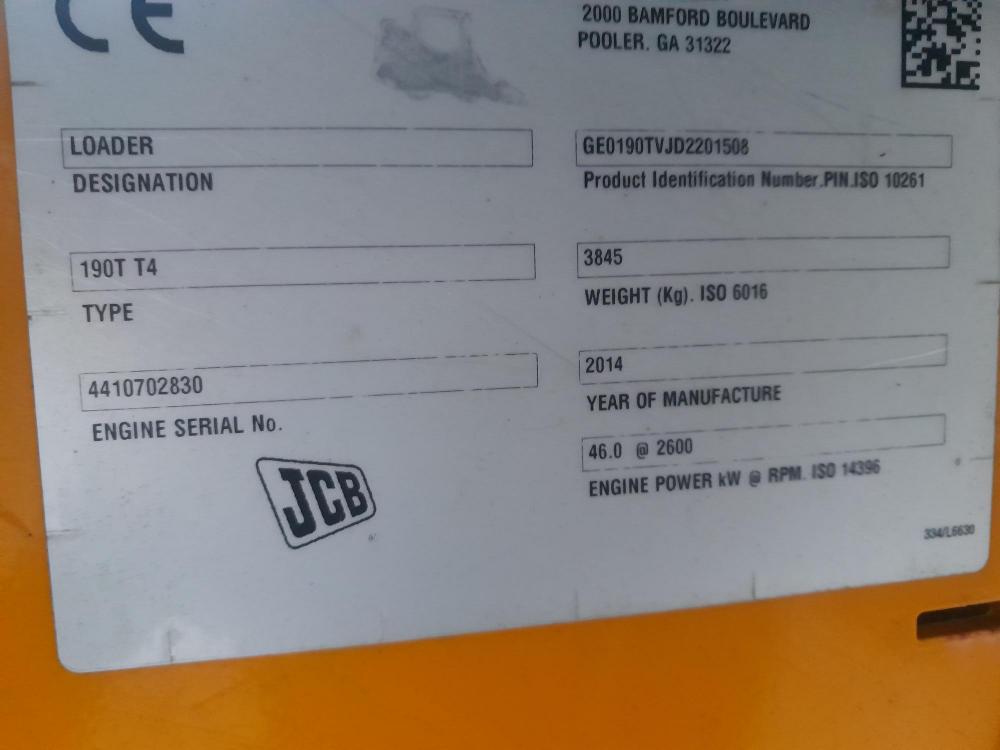 CE
2000 BAMFORD BOULEVARD
POOLER. GA 31322
LOADER
DESIGNATION
GE0190TVJD2201508
Product Identification Number.PIN.ISO 10261
190T T4
TYPE
3845
WEIGHT (Kg). ISO 6016
4410702830
ENGINE SERIAL No.
2014
YEAR OF MANUFACTURE
46.0 @ 2600
ENGINE POWER kW @ RPM. ISO 14396
JCB
334/L6630